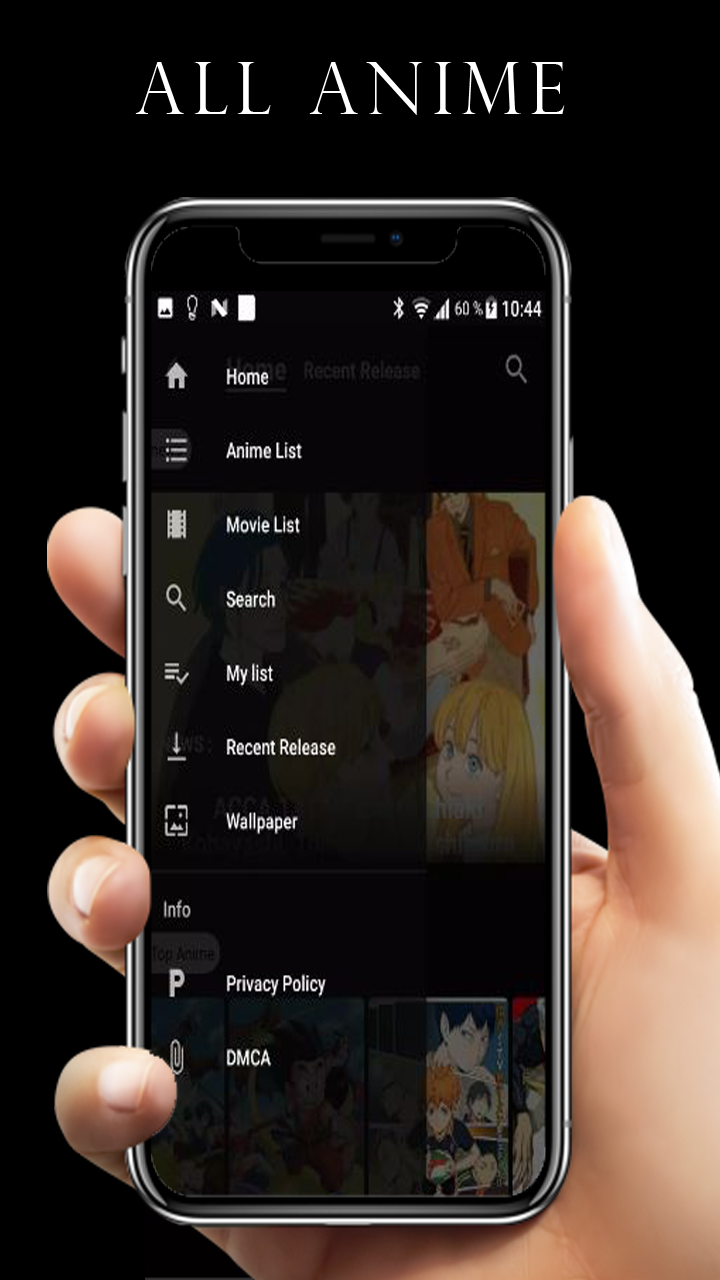 ALL ANIME
60 % 10:44
Home Recent Release
Home
Anime List
Movie List
Search
My list
Recent Release
Wallpaper
Info
Top Anime
Privacy Policy
P
DMCA